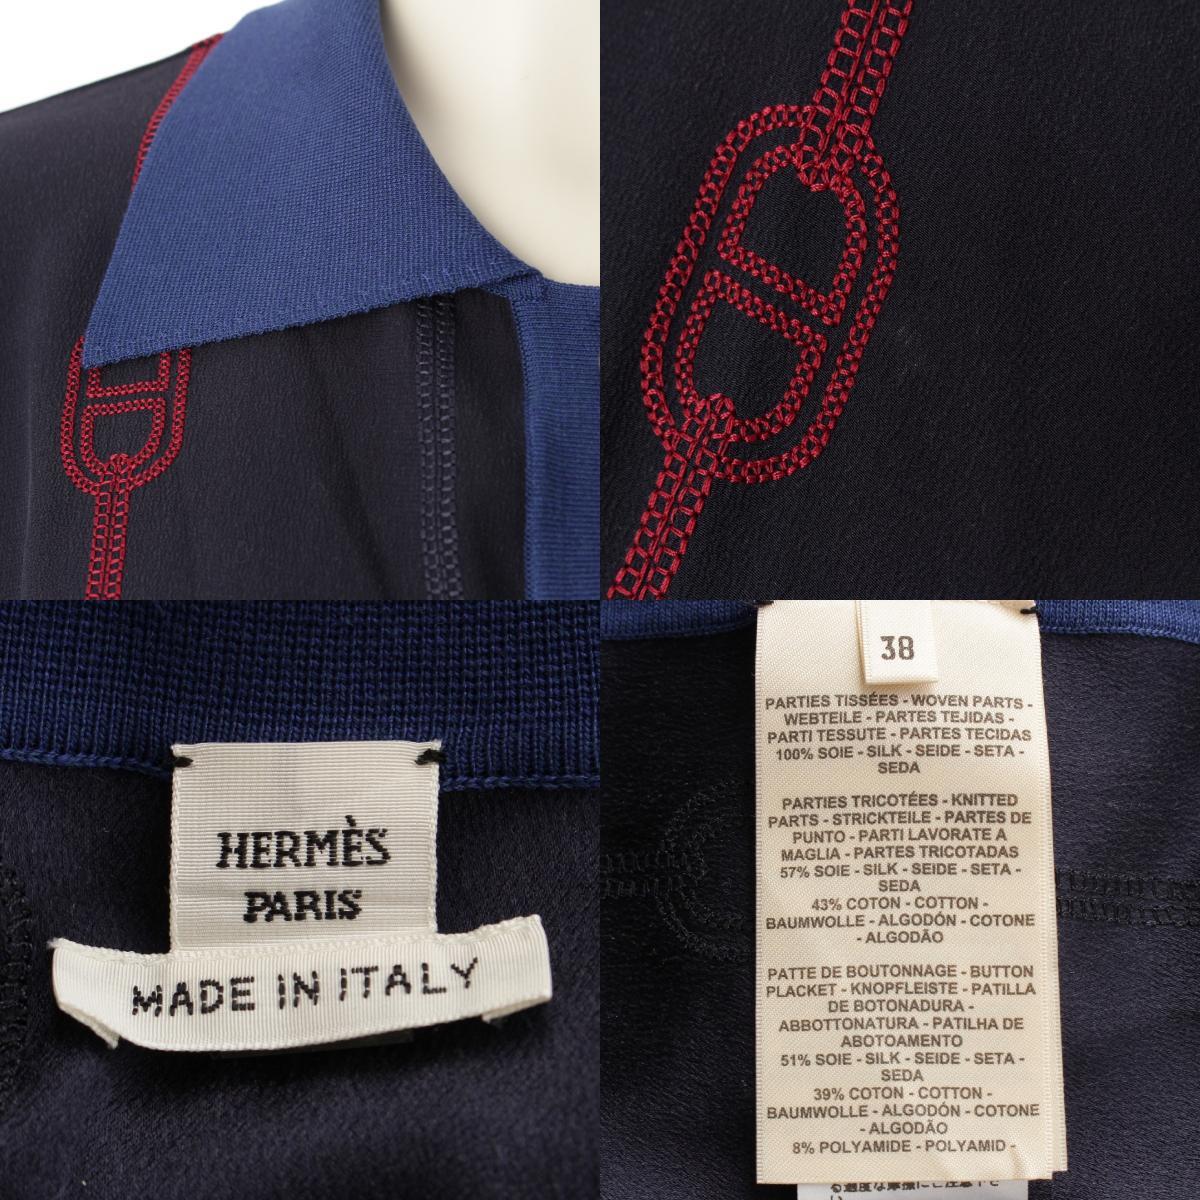 HERMÈS
PARIS
MADE IN ITALY
38
PARTIES TISSÉES - WOVEN PARTS -
WEBTEILE - PARTES TEJIDAS -
PARTI TESSUTE - PARTES TECIDAS
100% SOIE - SILK - SEIDE - SETA -
SEDA
PARTIES TRICOTÉES - KNITTED
PARTS - STRICKTEILE - PARTES DE
PUNTO - PARTI LAVORATE A
MAGLIA - PARTES TRICOTADAS
57% SOIE - SILK - SEIDE - SETA -
SEDA
43% COTON - COTTON -
BAUMWOLLE - ALGODÓN - COTONE
- ALGODÃO
PATTE DE BOUTONNAGE - BUTTON
PLACKET - KNOPFLEISTE - PATILLA
DE BOTONADURA -
ABBOTTONATURA - PATILHA DE
ABOTOAMENTO
51% SOIE - SILK - SEIDE - SETA -
SEDA
39% COTON - COTTON -
BAUMWOLLE - ALGODÓN - COTONE
- ALGODÃO
8% POLYAMIDE - POLYAMID -